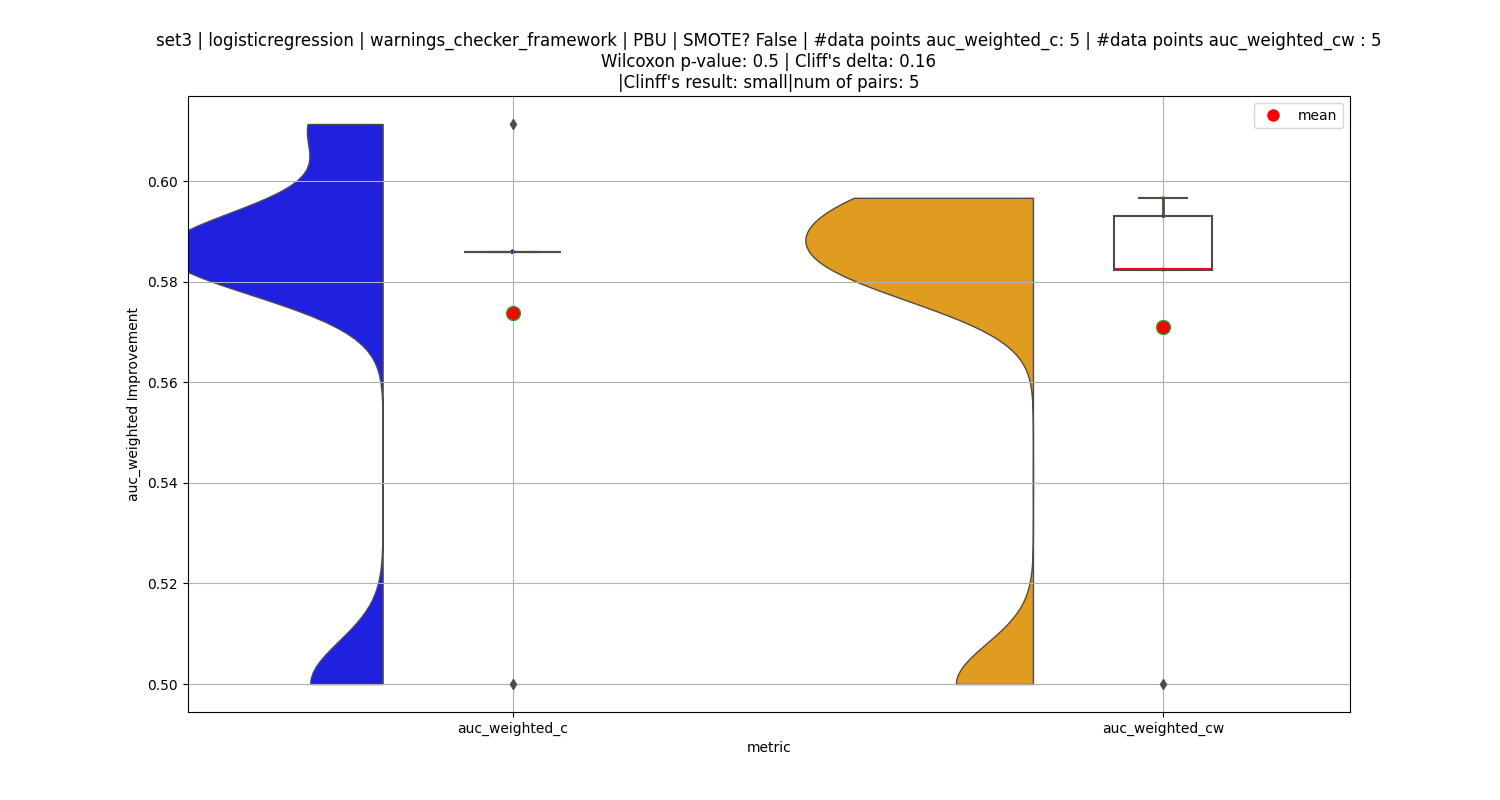 set3 | logisticregression | warnings_checker_framework | PBU | SMOTE? False | #data points auc_weighted_c: 5 | #data points auc_weighted_cw : 5
Wilcoxon p-value: 0.5 | Cliff's delta: 0.16
|Clinff's result: small|num of pairs: 5
mean
0.60
0.58
0.56
0.54
0.52
0.50
auc_weighted Improvement
auc_weighted_c
auc_weighted_cw
metric